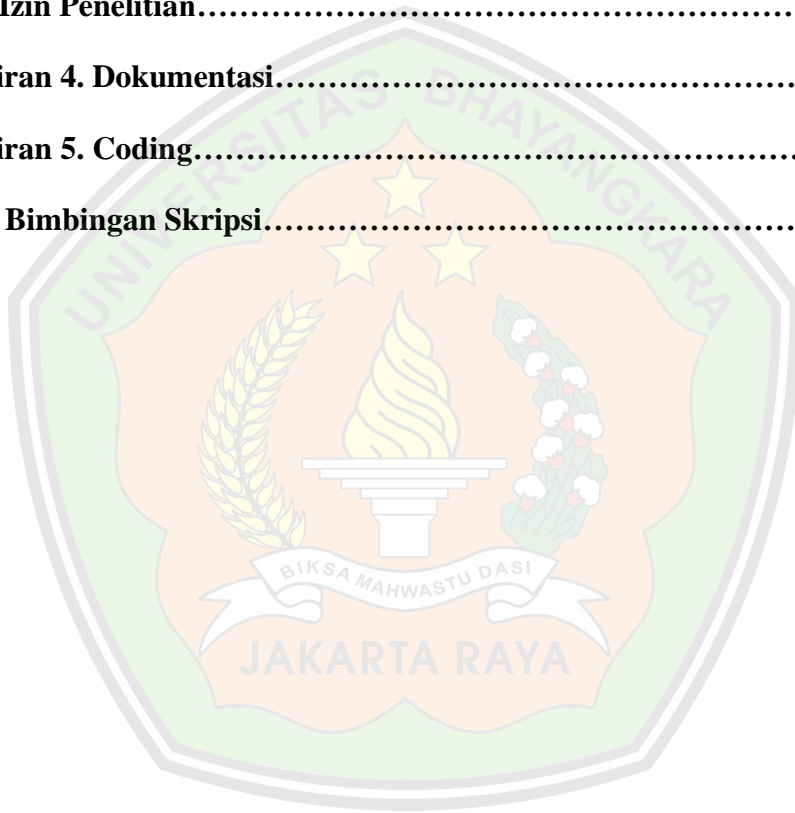 Izin Penelitian……………………………………………………
iran 4. Dokumentasi……………………………………………
iran 5. Coding……………………………………………………
Bimbingan Skripsi………………………………………………
UNIVERSITAS BHAYANGKARA
BIKSA MAHWASTU DASI
JAKARTA RAYA